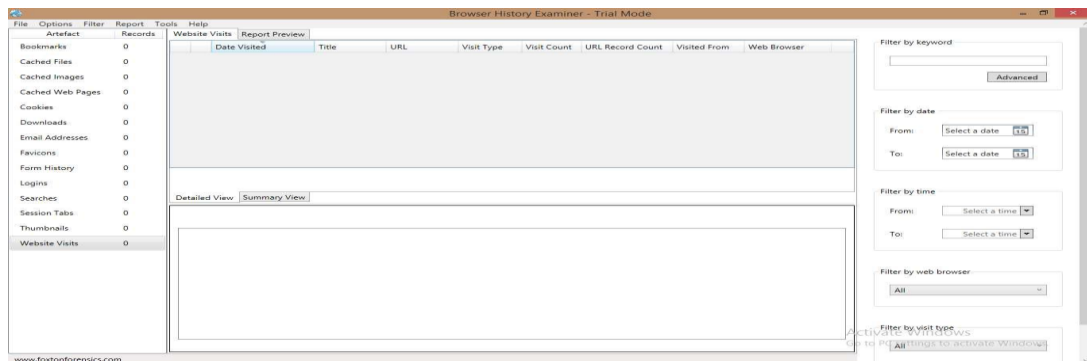 Browser History Examiner - Trial Mode
File Options Filter Report Tools Help
Artefact Records
Bookmarks 0
Cached Files 0
Cached Images 0
Cached Web Pages 0
Cookies 0
Downloads 0
Email Addresses 0
Favicons 0
Form History 0
Logins 0
Searches 0
Session Tabs 0
Thumbnails 0
Website Visits 0
Website Visits Report Preview
Date Visited Title URL Visit Type Visit Count URL Record Count Visited From Web Browser
Detailed View Summary View
Filter by keyword
Advanced
Filter by date
From: Select a date 15
To: Select a date 15
Filter by time
From: Select a time
To: Select a time
Filter by web browser
All
Filter by visit type
All
Activate Windows
Go to PC settings to activate Windows.
www.foxtonforensics.com